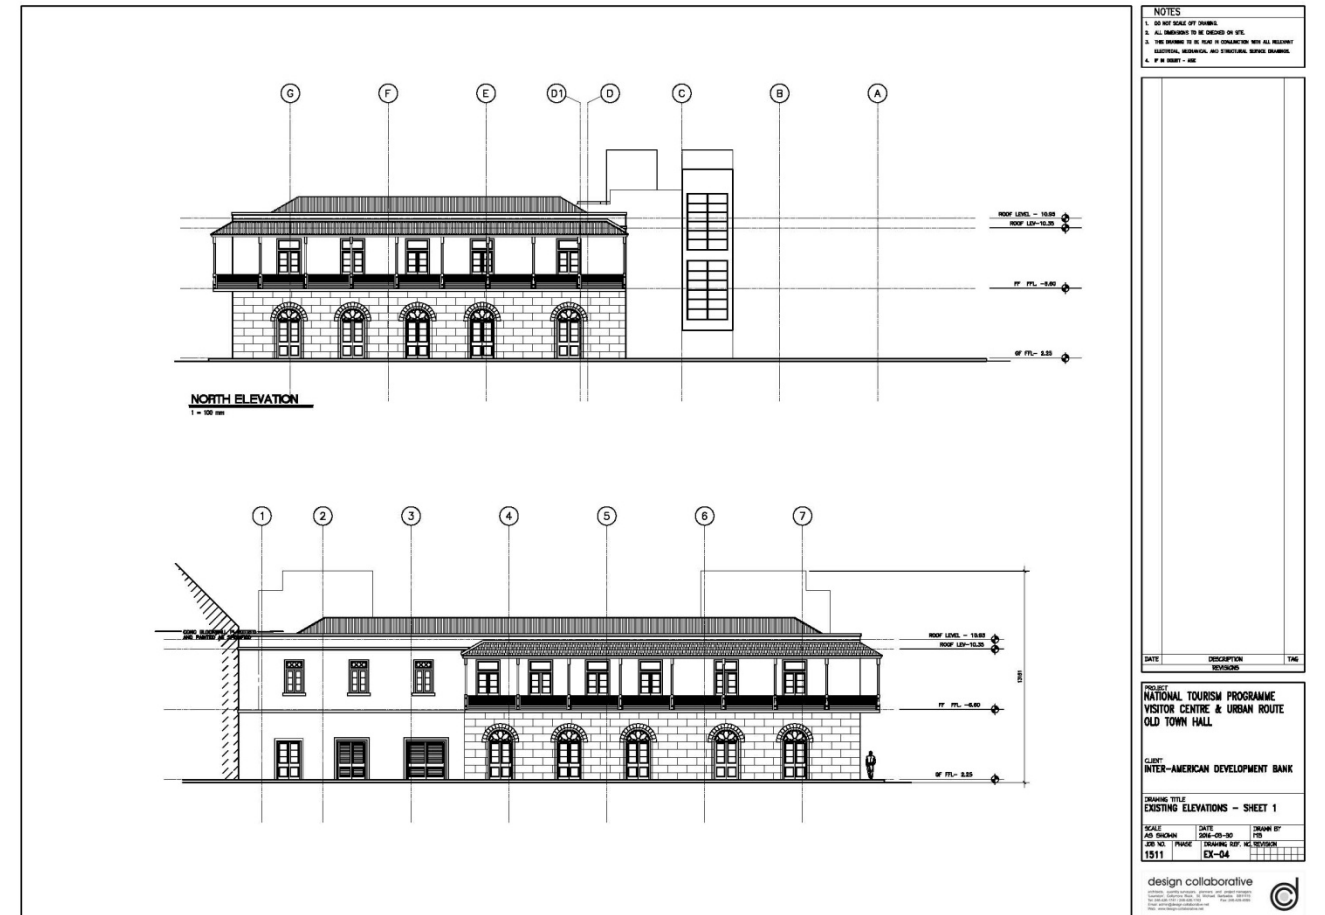 G F E D1 D C B A
ROOF LEVEL - 10.93
ROOF LEV-10.35
FF FFL. -6.60
GF FFL- 2.25
NORTH ELEVATION
1 = 100 mm
1 2 3 4 5 6 7
AND PAINTED AS SPECIFIED
ROOF LEVEL - 10.93
ROOF LEV-10.35
FF FFL. -6.60
GF FFL- 2.25
NOTES
1. DO NOT SCALE OFF DRAWING.
2. ALL DIMENSIONS TO BE CHECKED ON SITE.
3. THIS DRAWING TO BE READ IN CONJUNCTION WITH ALL RELEVANT
ELECTRICAL, MECHANICAL AND STRUCTURAL SERVICE DRAWINGS.
4. IF IN DOUBT - ASK
DATE DESCRIPTION TAG
REVISIONS
PROJECT
NATIONAL TOURISM PROGRAMME
VISITOR CENTRE & URBAN ROUTE
OLD TOWN HALL
CLIENT
INTER-AMERICAN DEVELOPMENT BANK
DRAWING TITLE
EXISTING ELEVATIONS - SHEET 1
SCALE DATE DRAWN BY
AS SHOWN 2016-03-30
JOB NO. PHASE DRAWING REF. NO. REVISION
1511 EX-04
design collaborative